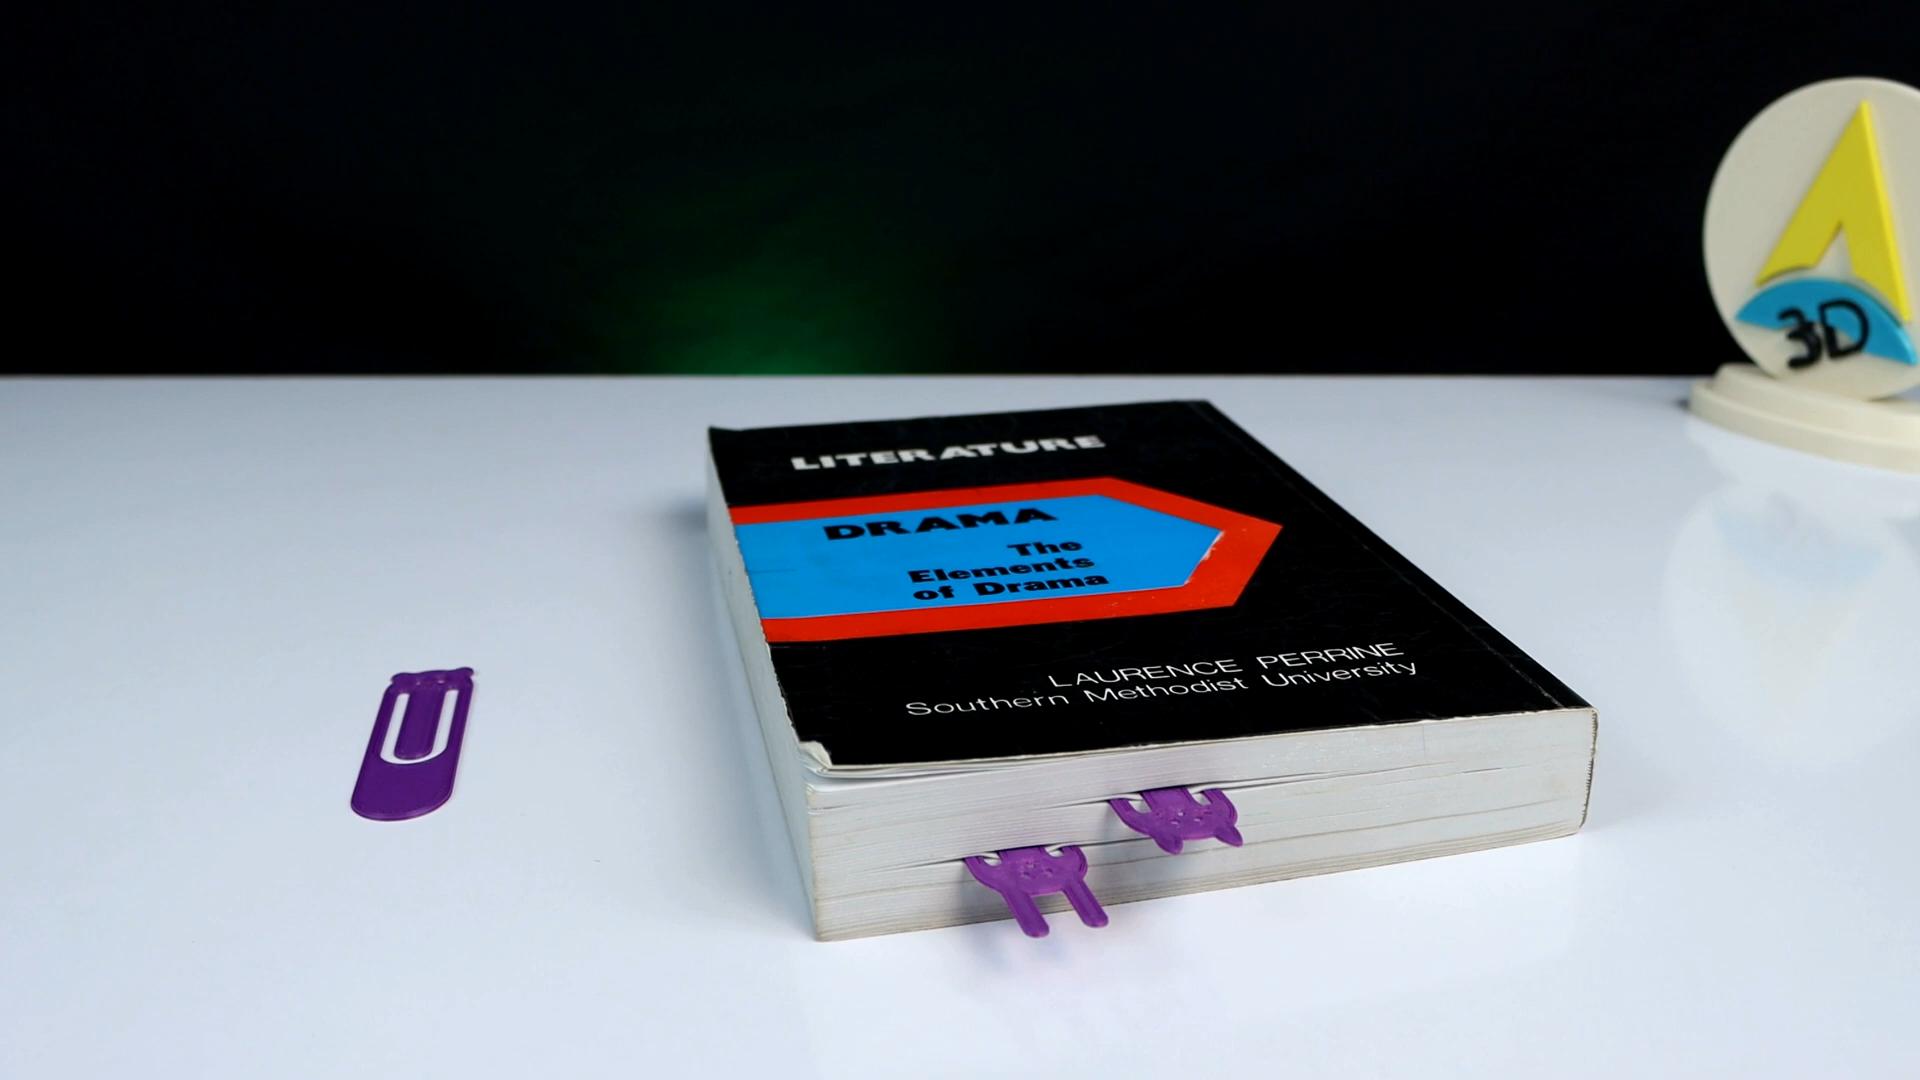 LITERATURE
DRAMA
The
Elements
of Drama
LAURENCE PERRINE
Southern Methodist University
3D